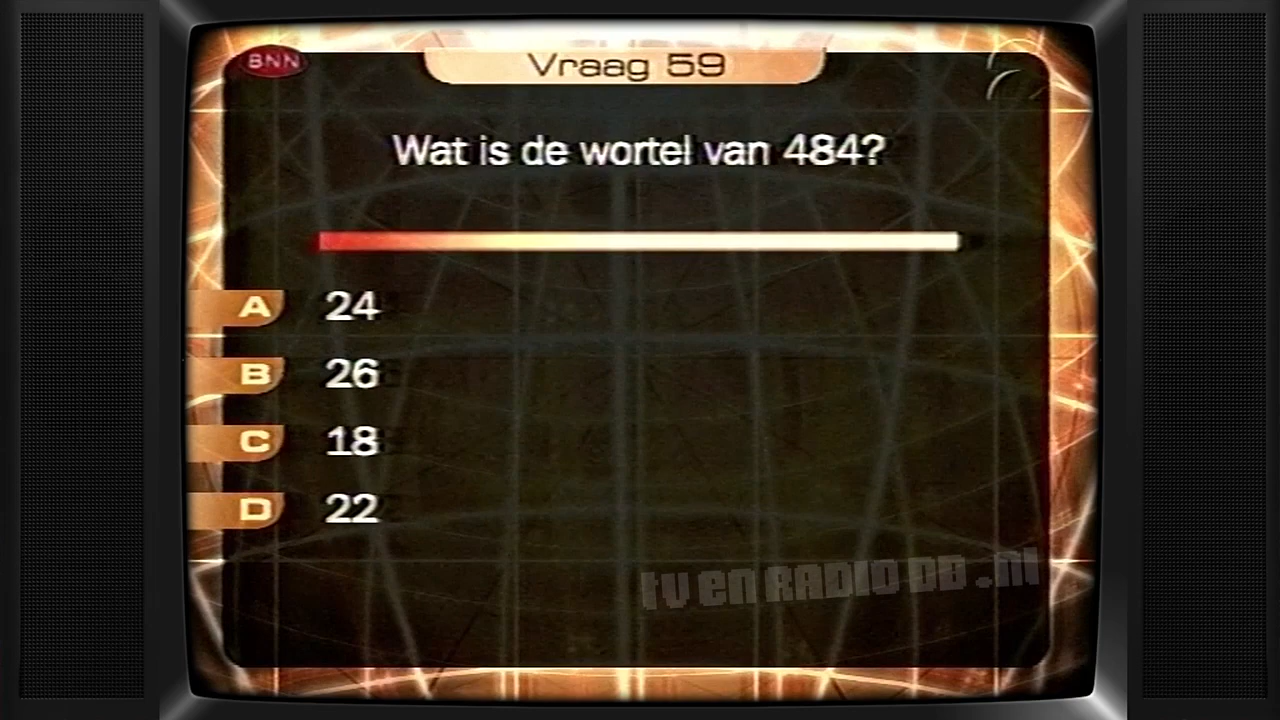 BNN
Vraag 59
Wat is de wortel van 484?
A 24
B 26
C 18
D 22
tv en RADIO DB .nl